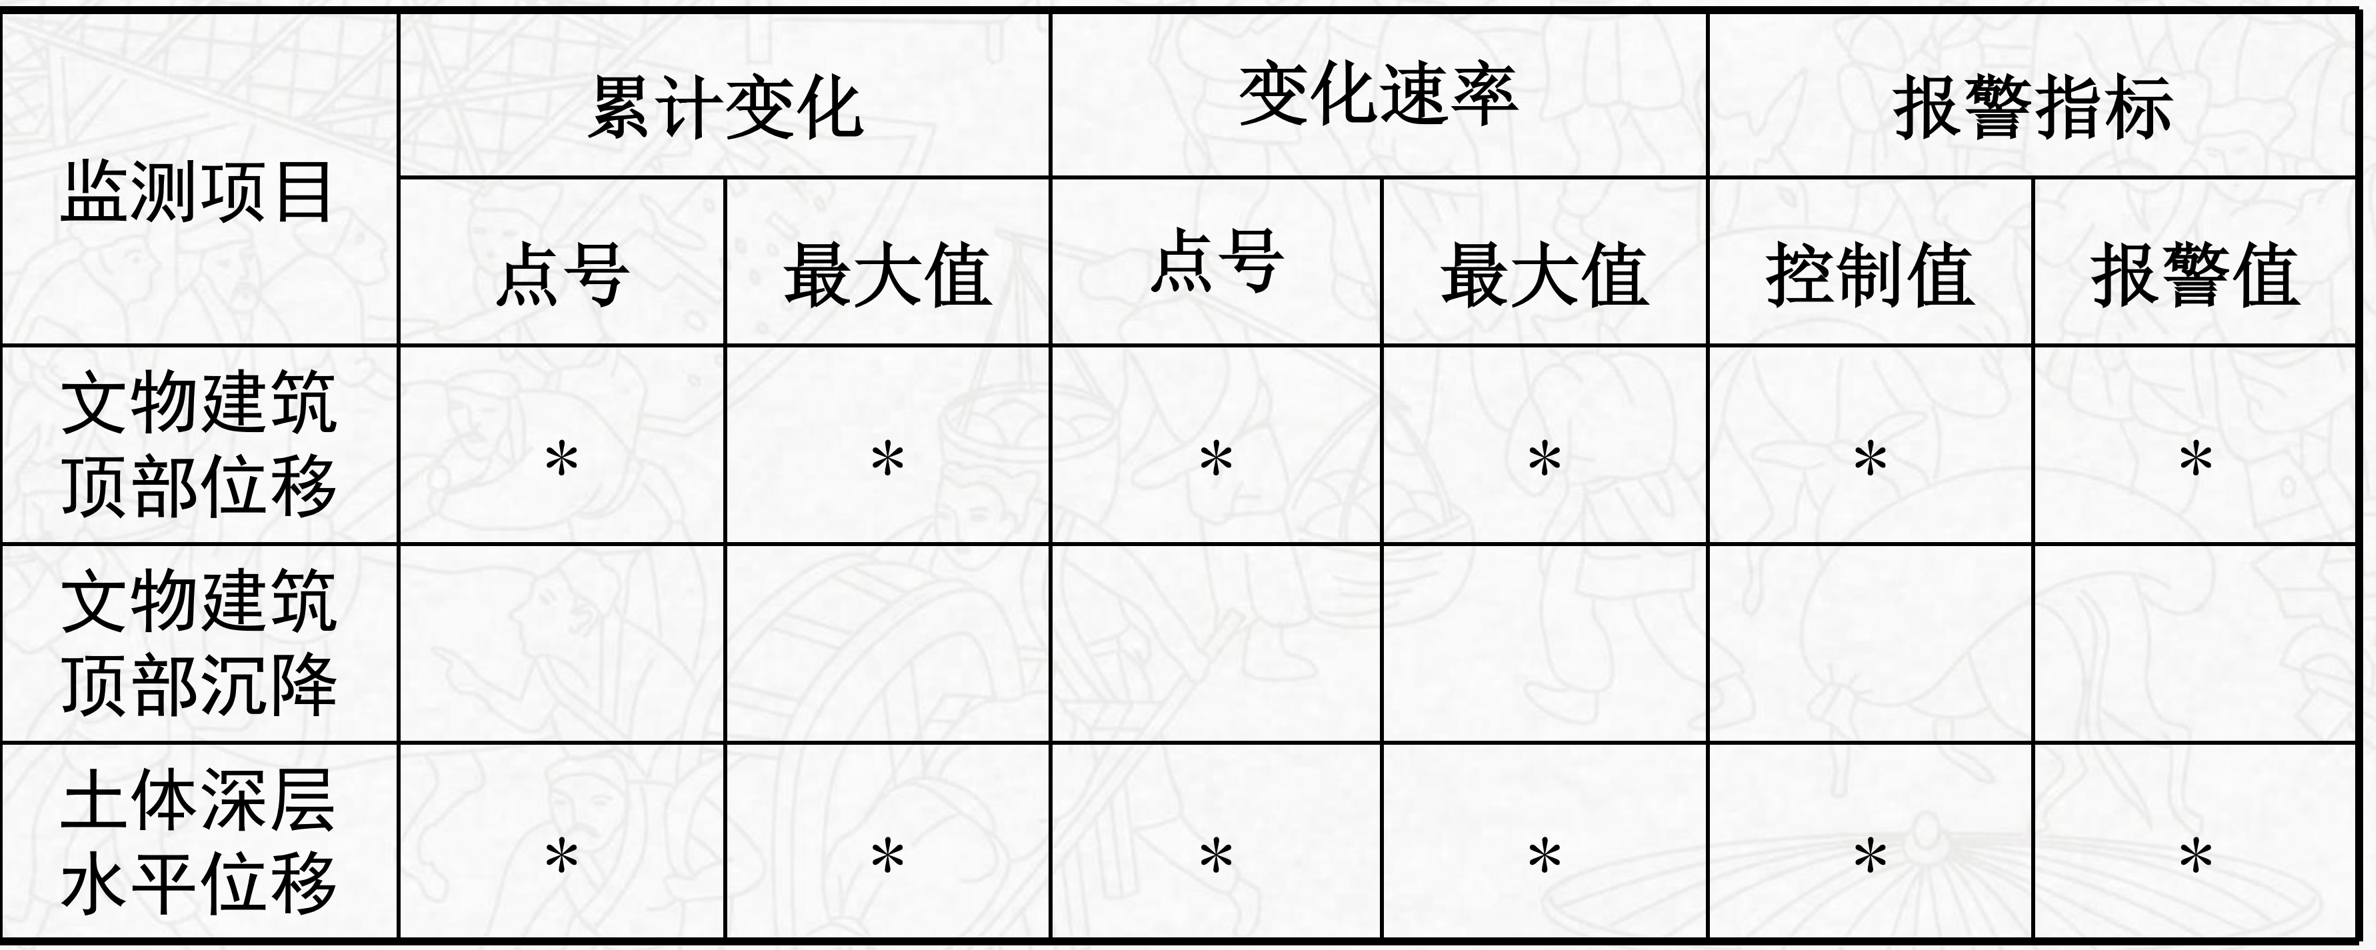 监测项目 累计变化 变化速率 报警指标
点号 最大值 点号 最大值 控制值 报警值
文物建筑
顶部位移 * * * * * *
文物建筑
顶部沉降
土体深层
水平位移 * * * * * *